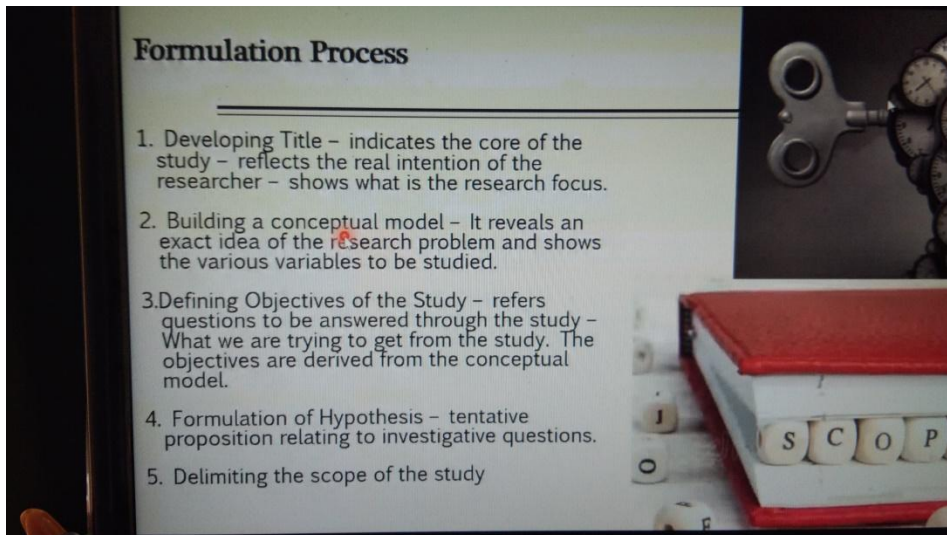 Formulation Process
1. Developing Title – indicates the core of the
study – reflects the real intention of the
researcher – shows what is the research focus.
2. Building a conceptual model – It reveals an
exact idea of the research problem and shows
the various variables to be studied.
3.Defining Objectives of the Study – refers
questions to be answered through the study –
What we are trying to get from the study. The
objectives are derived from the conceptual
model.
4. Formulation of Hypothesis – tentative
proposition relating to investigative questions.
5. Delimiting the scope of the study
S C O P
J
O